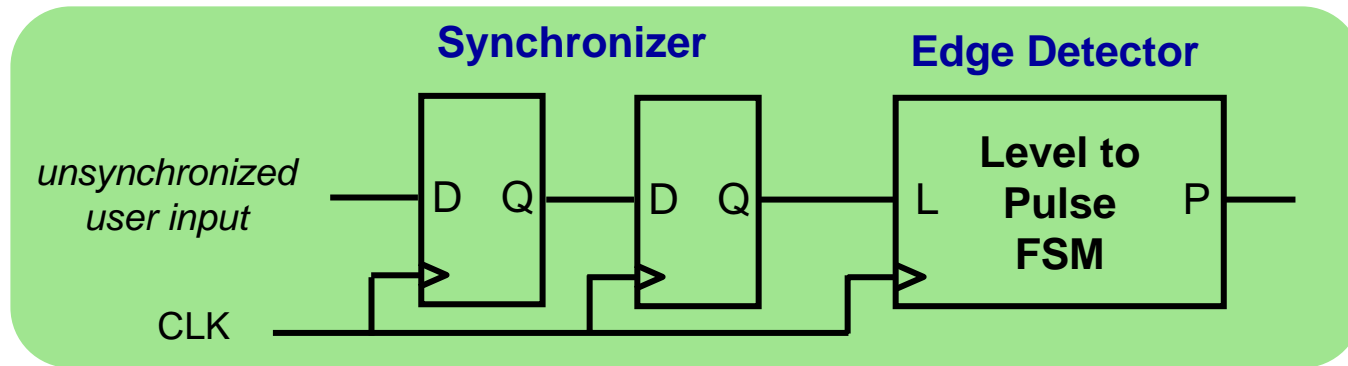 Synchronizer
Edge Detector
unsynchronized
user input
D Q
D Q
L
Level to
Pulse
FSM
P
CLK